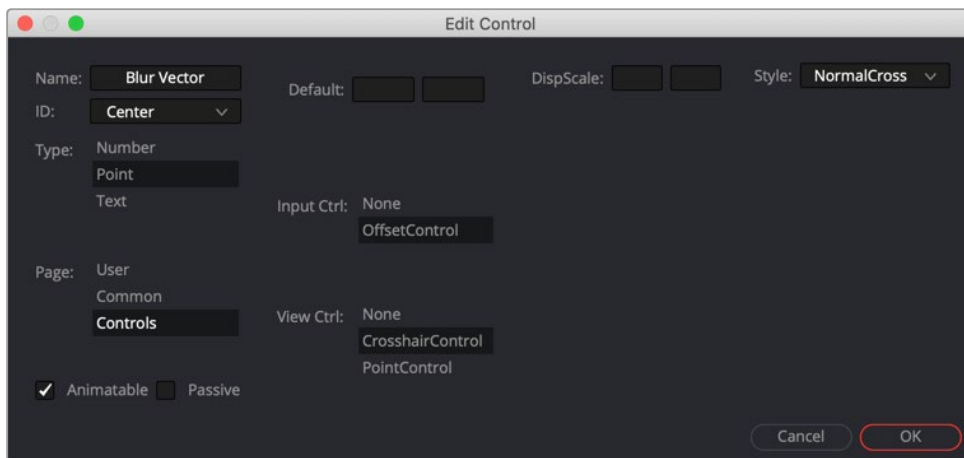 Edit Control
Name: Blur Vector
ID: Center
Type: Number
Point
Text
Page: User
Common
Controls
Animatable Passive
Default:
Input Ctrl: None
OffsetControl
View Ctrl: None
CrosshairControl
PointControl
DispScale:
Style: NormalCross
Cancel OK